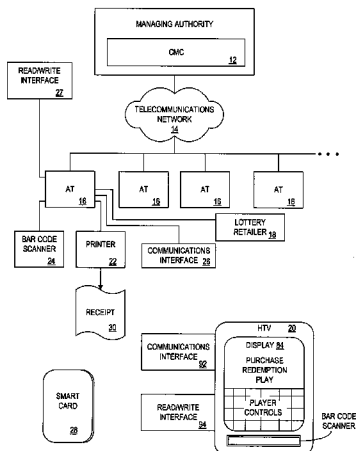 MANAGING AUTHORITY
CMC
12
READ/WRITE
INTERFACE
27
TELECOMMUNICATIONS
NETWORK
14
AT
16
AT
16
AT
16
AT
16
LOTTERY
RETAILER
18
BAR CODE
SCANNER
24
PRINTER
22
COMMUNICATIONS
INTERFACE
26
RECEIPT
30
HTV 20
DISPLAY 84
PURCHASE
REDEMPTION
PLAY
PLAYER
CONTROLS
COMMUNICATIONS
INTERFACE
92
READ/WRITE
INTERFACE
94
SMART
CARD
28
BAR CODE
SCANNER